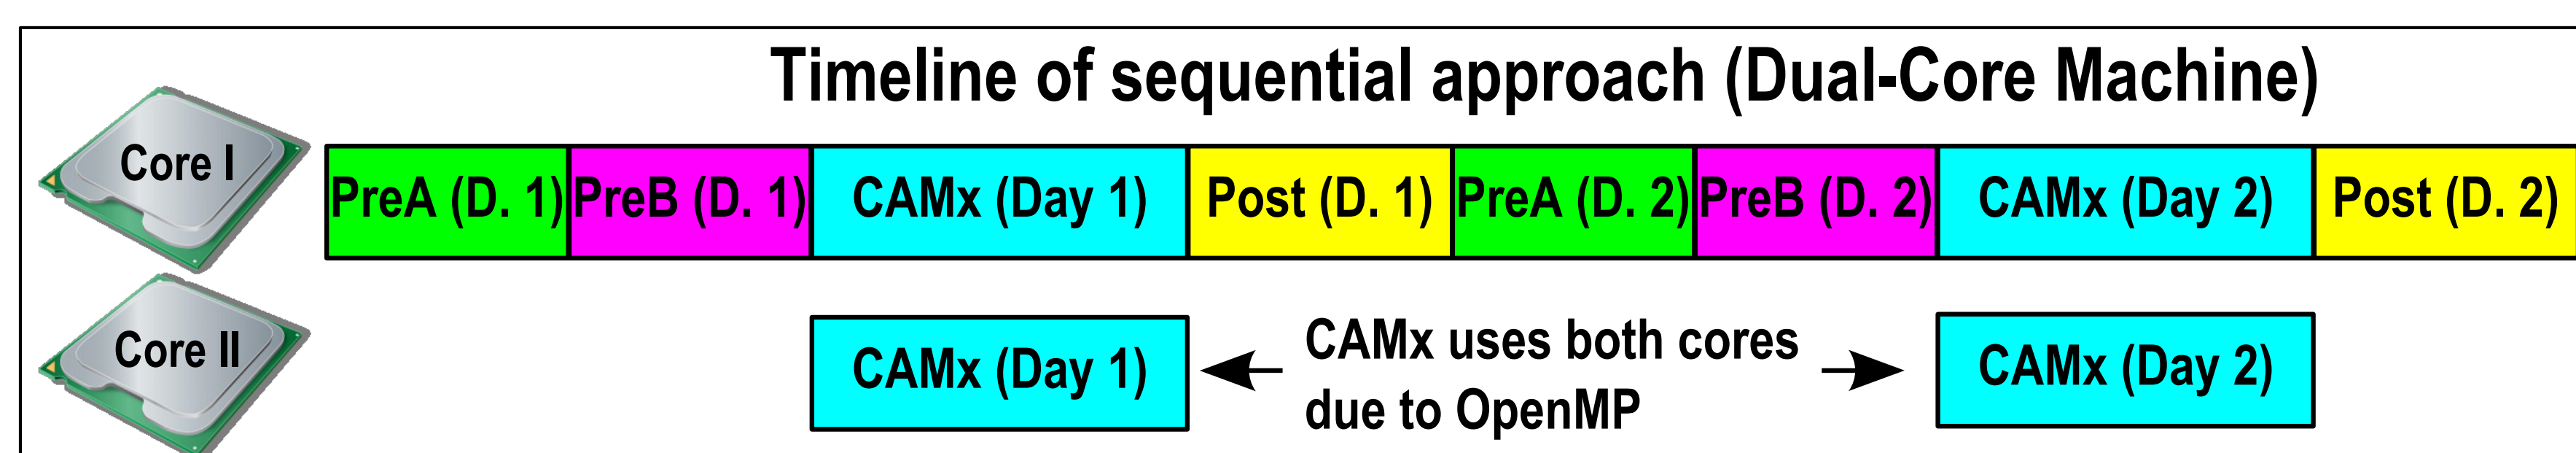 Timeline of sequential approach (Dual-Core Machine)
Core I
PreA (D. 1) PreB (D. 1) CAMx (Day 1) Post (D. 1) PreA (D. 2) PreB (D. 2) CAMx (Day 2) Post (D. 2)
Core II
CAMx (Day 1)
CAMx uses both cores
due to OpenMP
CAMx (Day 2)